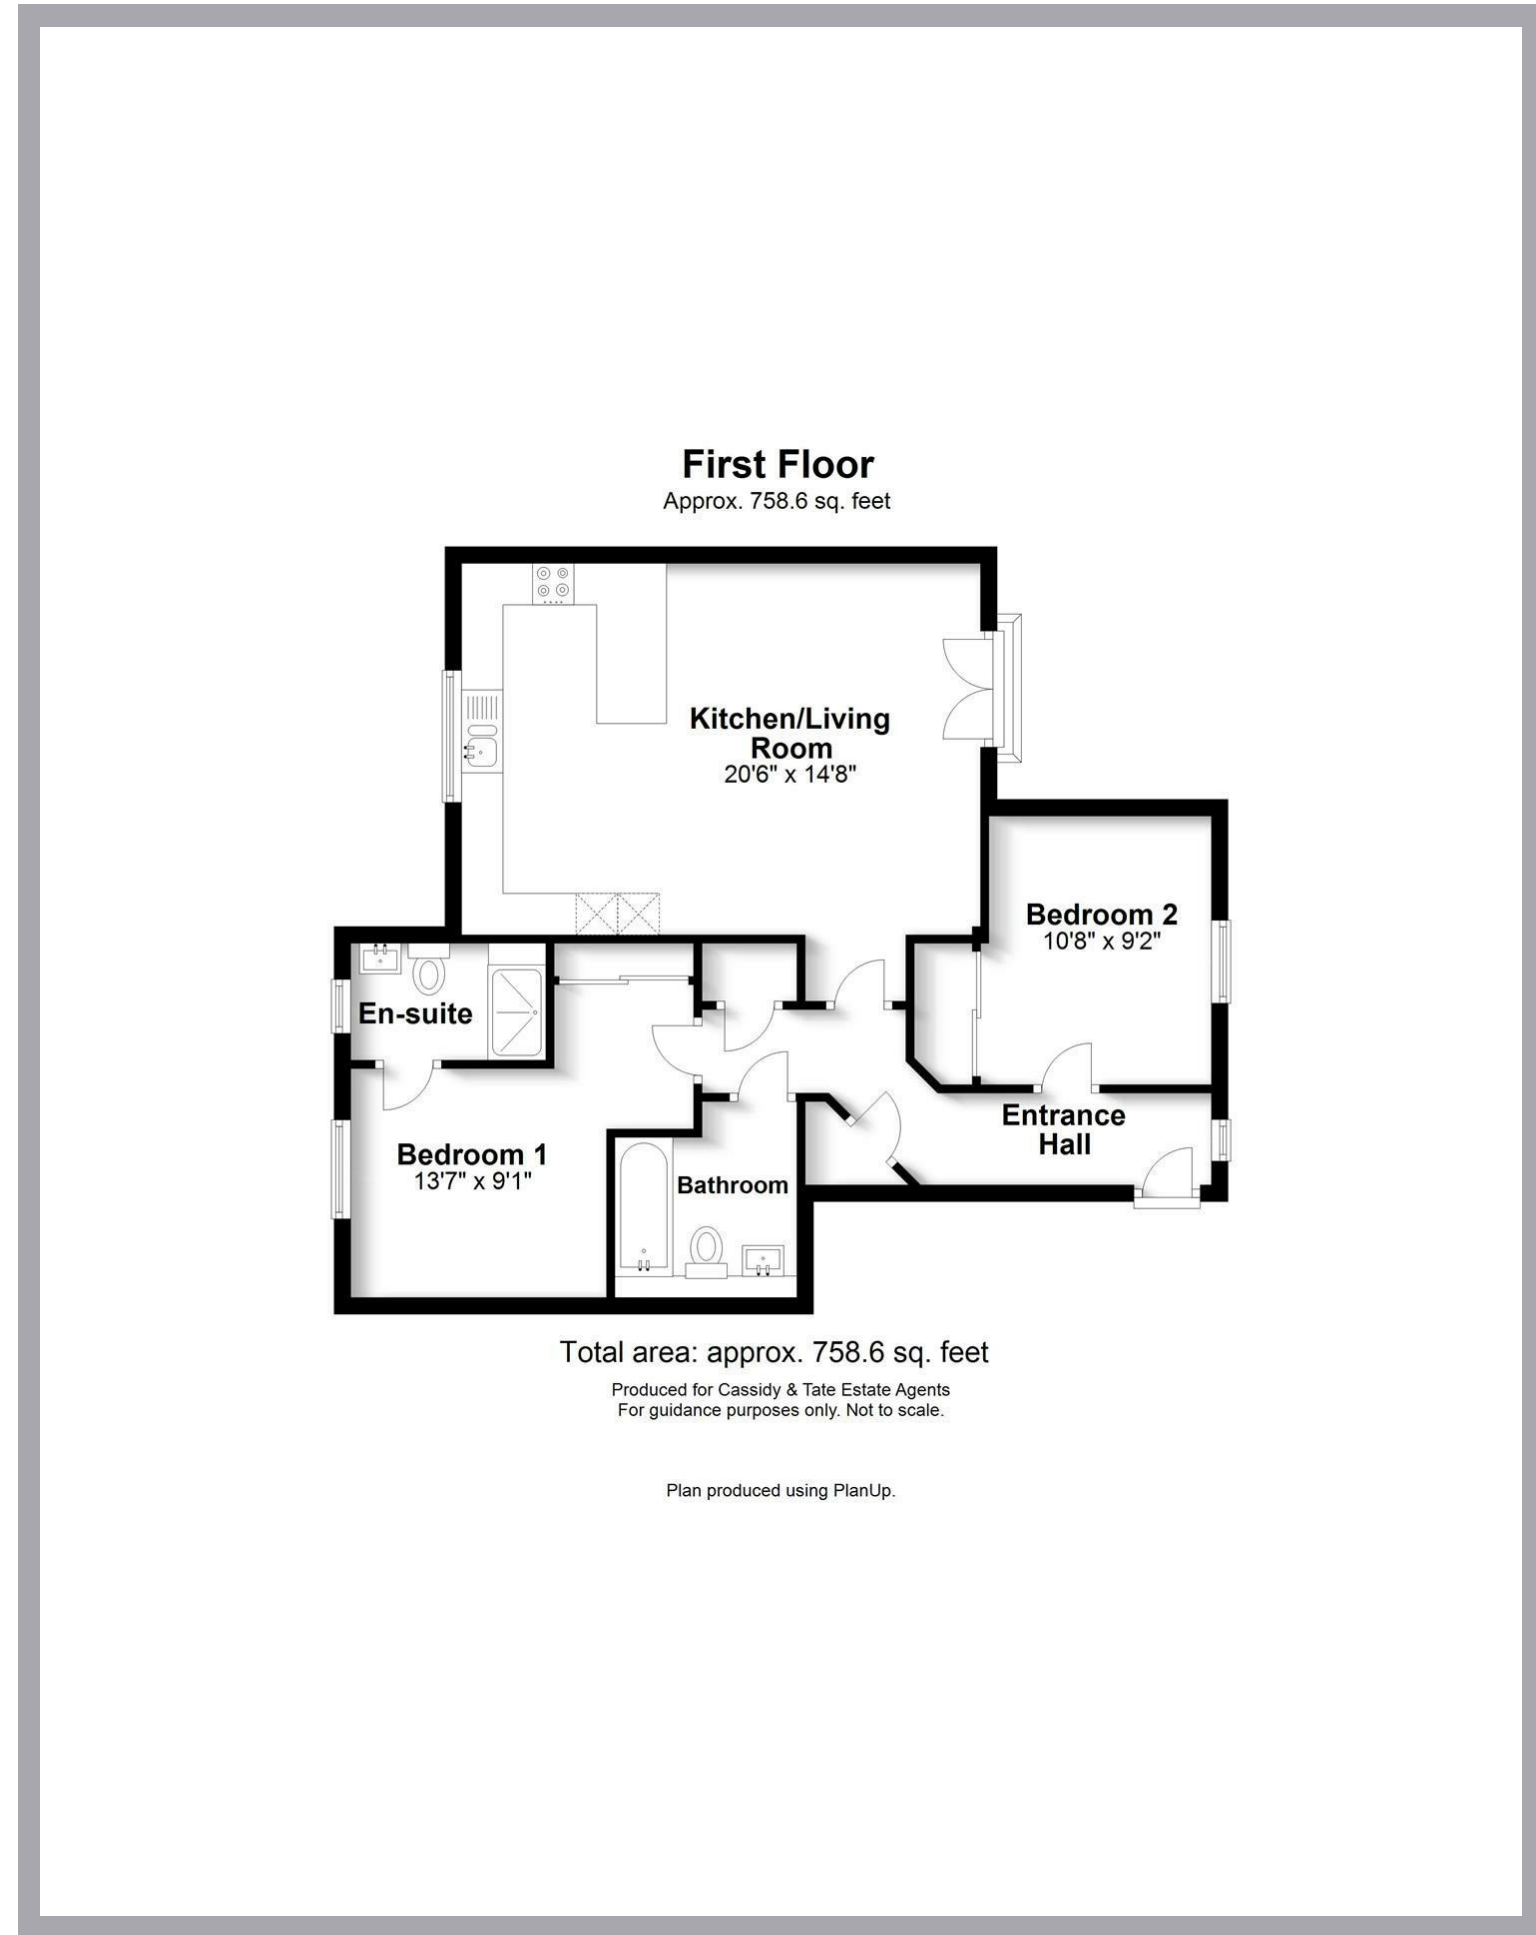 First Floor
Approx. 758.6 sq. feet
Kitchen/Living
Room
20'6" x 14'8"
Bedroom 2
10'8" x 9'2"
En-suite
Entrance
Hall
Bedroom 1
13'7" x 9'1"
Bathroom
Total area: approx. 758.6 sq. feet
Produced for Cassidy & Tate Estate Agents
For guidance purposes only. Not to scale.
Plan produced using PlanUp.